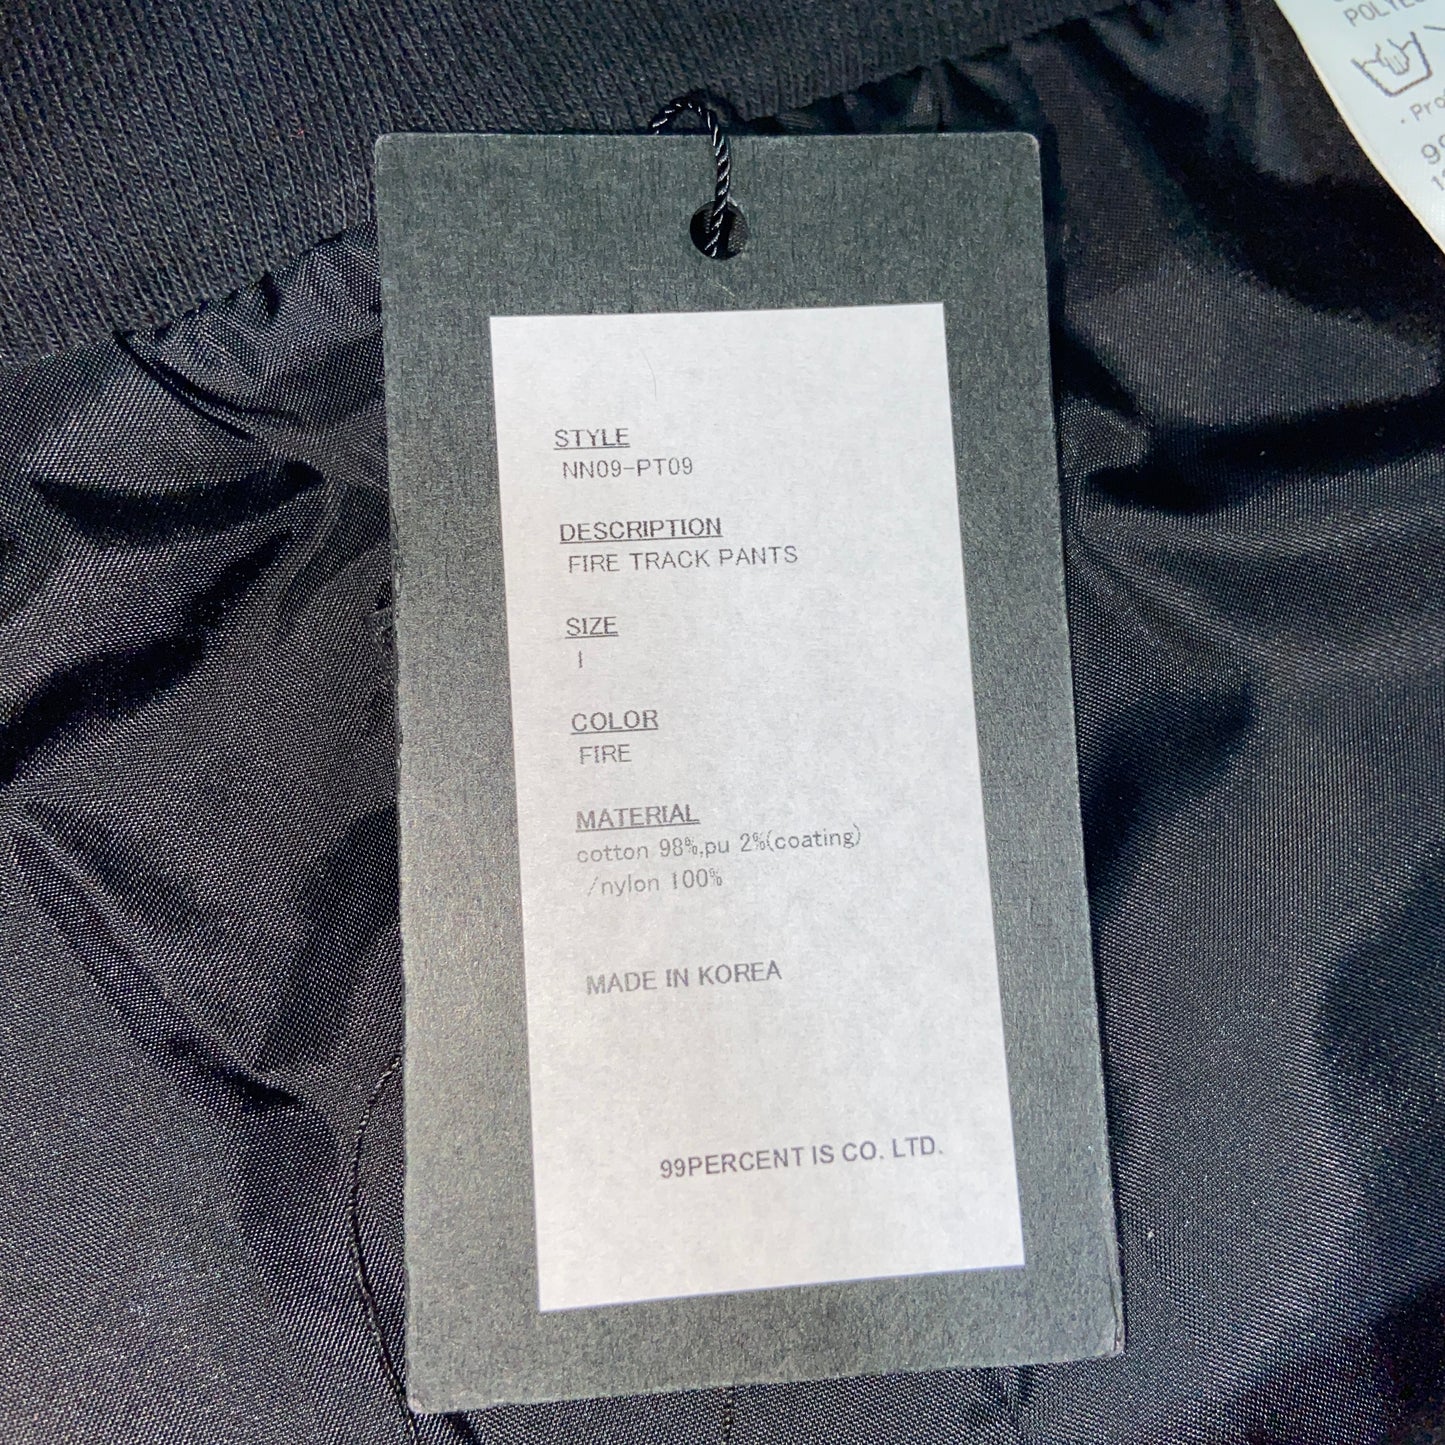 STYLE
NN09-PT09
DESCRIPTION
FIRE TRACK PANTS
SIZE
1
COLOR
FIRE
MATERIAL
cotton 98%,pu 2%(coating)
/nylon 100%
MADE IN KOREA
99PERCENT IS CO. LTD.